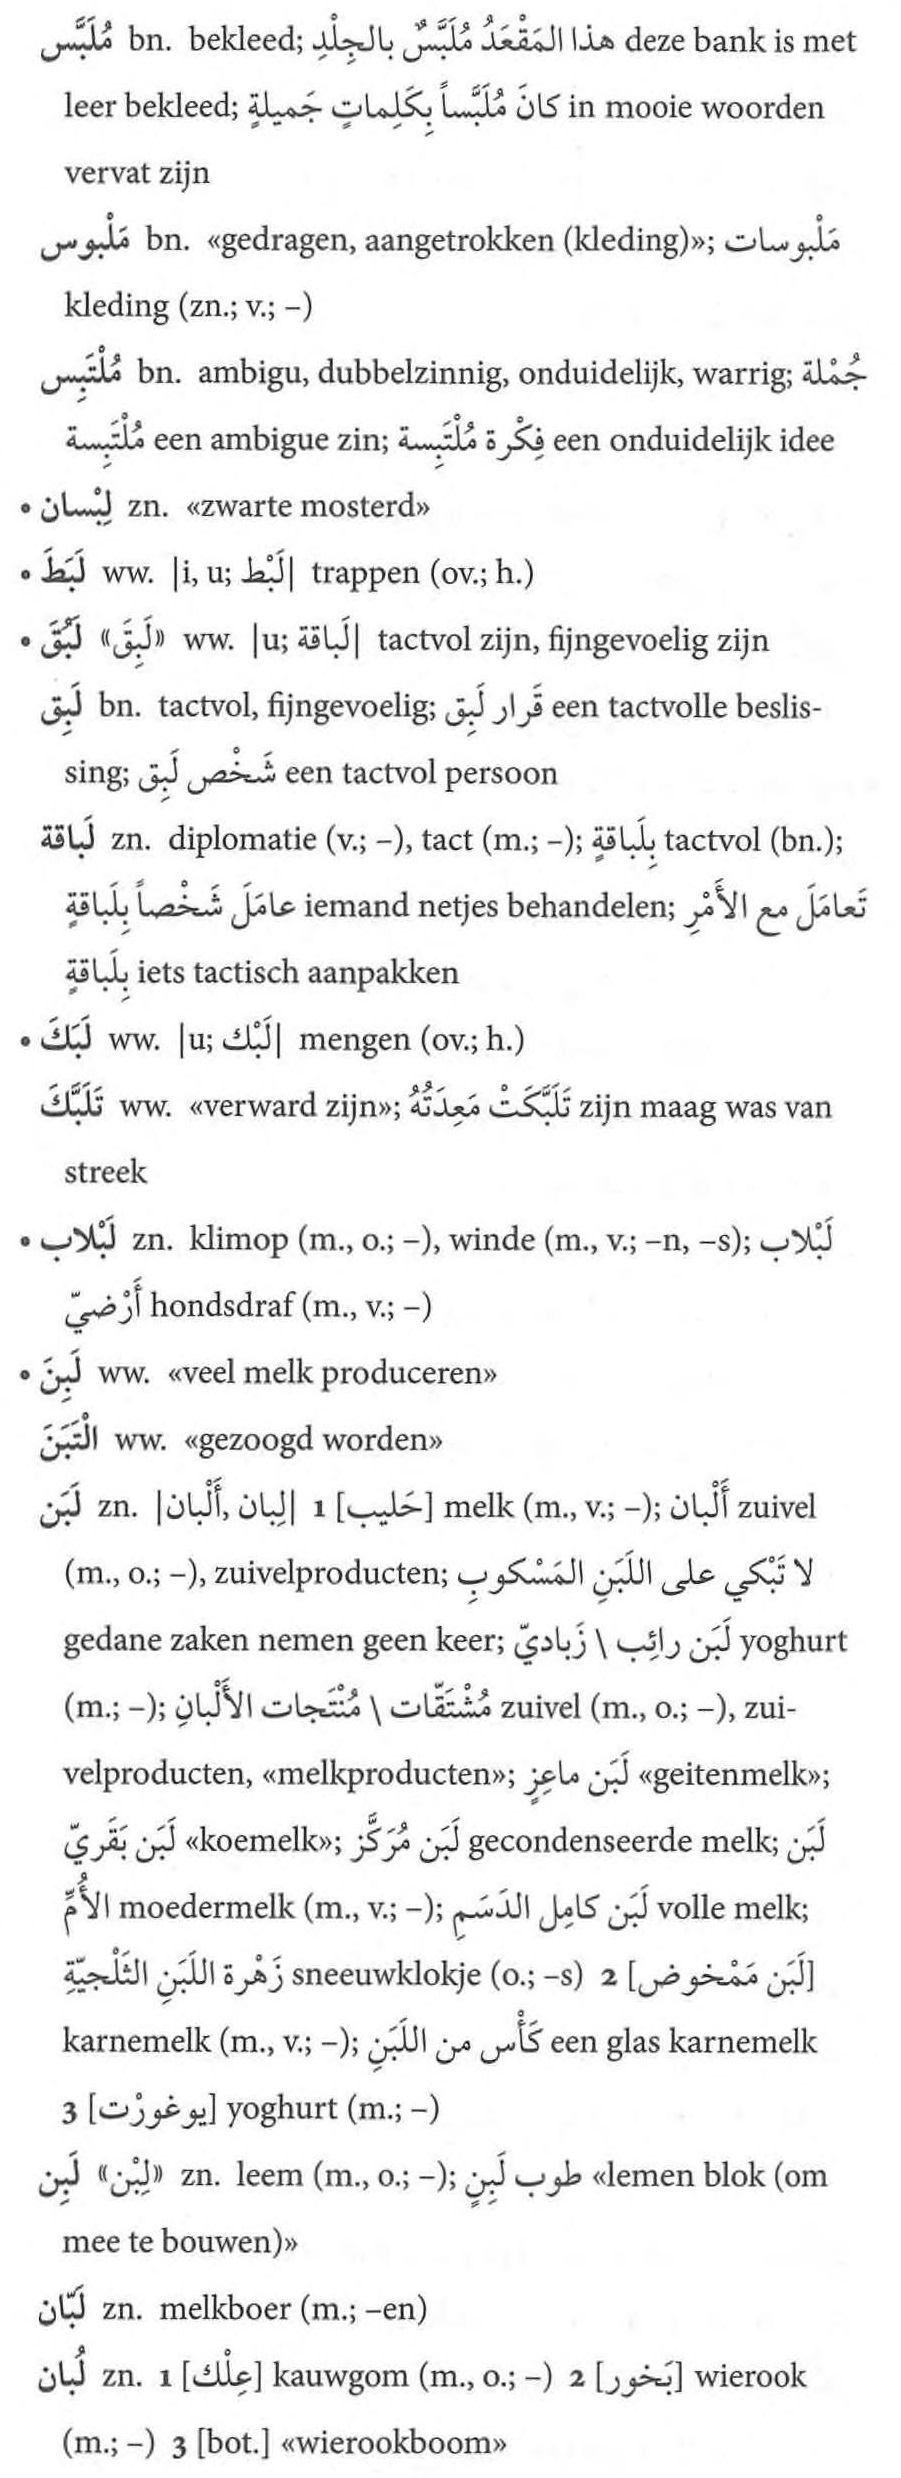 مُلَبَّس bn. bekleed; هذا المَقْعَدُ مُلَبَّسٌ بالجِلْدِ deze bank is met
leer bekleed; كانَ مُلَبَّساً بِكَلِماتٍ جَميلةٍ in mooie woorden
vervat zijn
مَلْبوس bn. «gedragen, aangetrokken (kleding)»; مَلْبوسات
kleding (zn.; v.; –)
مُلْتَبِس bn. ambigu, dubbelzinnig, onduidelijk, warrig; جُمْلة
مُلْتَبِسة een ambigue zin; فِكْرة مُلْتَبِسة een onduidelijk idee
• لِبْسان zn. «zwarte mosterd»
• لَبَطَ ww. |i, u; لَبْط| trappen (ov.; h.)
• لَبُقَ «لَبِقَ» ww. |u; لَباقة| tactvol zijn, fijngevoelig zijn
لَبِق bn. tactvol, fijngevoelig; قَرار لَبِق een tactvolle beslis-
sing; شَخْص لَبِق een tactvol persoon
لَباقة zn. diplomatie (v.; –), tact (m.; –); بِلَباقةٍ tactvol (bn.);
عامَلَ شَخْصاً بِلَباقةٍ iemand netjes behandelen; تَعامَلَ مع الأَمْرِ
بِلَباقةٍ iets tactisch aanpakken
• لَبَكَ ww. |u; لَبْك| mengen (ov.; h.)
تَلَبَّكَ ww. «verward zijn»; تَلَبَّكَتْ مَعِدَتُهُ zijn maag was van
streek
• لَبْلاب zn. klimop (m., o.; –), winde (m., v.; –n, –s); لَبْلاب
أَرْضيّ hondsdraf (m., v.; –)
• لَبِنَ ww. «veel melk produceren»
الْتَبَنَ ww. «gezoogd worden»
لَبَن zn. |أَلْبان, لِبان| 1 [حَليب] melk (m., v.; –); أَلْبان zuivel
(m., o.; –), zuivelproducten; لا تَبْكي على اللَبَنِ المَسْكوبِ
gedane zaken nemen geen keer; لَبَن رائِب \ زَباديّ yoghurt
(m.; –); مُشْتَقّات \ مُنْتَجات الأَلْبانِ zuivel (m., o.; –), zui-
velproducten, «melkproducten»; لَبَن ماعِزٍ «geitenmelk»;
لَبَن بَقَريّ «koemelk»; لَبَن مُرَكَّز gecondenseerde melk; لَبَن
الأُمِّ moedermelk (m., v.; –); لَبَن كامِل الدَسَمِ volle melk;
زَهْرة اللَبَنِ الثَلْجيّةِ sneeuwklokje (o.; –s) 2 [لَبَن مَمْخوض]
karnemelk (m., v.; –); كَأْس من اللَبَنِ een glas karnemelk
3 [يوغورْت] yoghurt (m.; –)
لَبِن «لِبْن» zn. leem (m., o.; –); طوب لَبِنٍ «lemen blok (om
mee te bouwen)»
لَبّان zn. melkboer (m.; –en)
لُبان zn. 1 [عِلْك] kauwgom (m., o.; –) 2 [بَخور] wierook
(m.; –) 3 [bot.] «wierookboom»